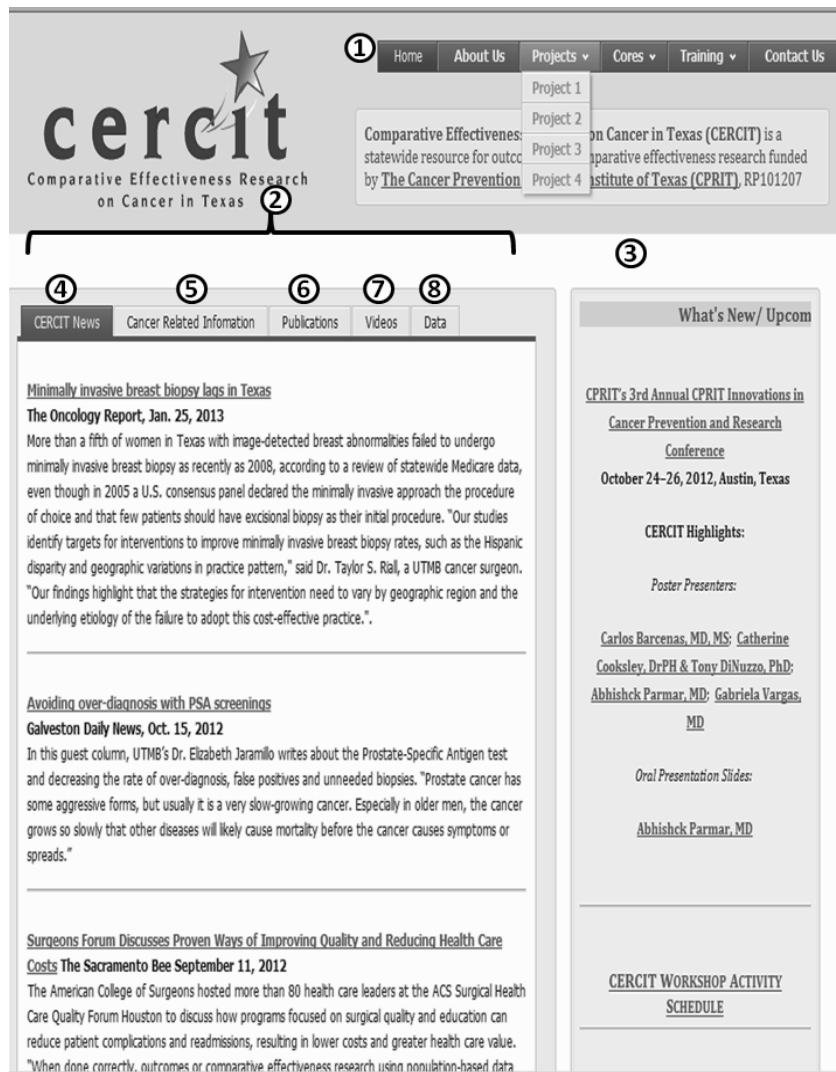 ① Home About Us Projects Cores Training Contact Us
Project 1
Project 2
Project 3
Project 4
cercit
Comparative Effectiveness Research
on Cancer in Texas
Comparative Effectivenes on Cancer in Texas (CERCIT) is a
statewide resource for outco mparative effectiveness research funded
by The Cancer Prevention nstitute of Texas (CPRIT), RP101207
②
③
④ ⑤ ⑥ ⑦ ⑧
CERCIT News Cancer Related Infomation Publications Videos Data
Minimally invasive breast biopsy lags in Texas
The Oncology Report, Jan. 25, 2013
More than a fifth of women in Texas with image-detected breast abnormalities failed to undergo
minimally invasive breast biopsy as recently as 2008, according to a review of statewide Medicare data,
even though in 2005 a U.S. consensus panel declared the minimally invasive approach the procedure
of choice and that few patients should have excisional biopsy as their initial procedure. "Our studies
identify targets for interventions to improve minimally invasive breast biopsy rates, such as the Hispanic
disparity and geographic variations in practice pattern," said Dr. Taylor S. Riall, a UTMB cancer surgeon.
"Our findings highlight that the strategies for intervention need to vary by geographic region and the
underlying etiology of the failure to adopt this cost-effective practice.".
Avoiding over-diagnosis with PSA screenings
Galveston Daily News, Oct. 15, 2012
In this guest column, UTMB's Dr. Elizabeth Jaramillo writes about the Prostate-Specific Antigen test
and decreasing the rate of over-diagnosis, false positives and unneeded biopsies. "Prostate cancer has
some aggressive forms, but usually it is a very slow-growing cancer. Especially in older men, the cancer
grows so slowly that other diseases will likely cause mortality before the cancer causes symptoms or
spreads."
Surgeons Forum Discusses Proven Ways of Improving Quality and Reducing Health Care
Costs The Sacramento Bee September 11, 2012
The American College of Surgeons hosted more than 80 health care leaders at the ACS Surgical Health
Care Quality Forum Houston to discuss how programs focused on surgical quality and education can
reduce patient complications and readmissions, resulting in lower costs and greater health care value.
"When done correctly, outcomes or comparative effectiveness research using population-based data
What's New/ Upcom
CPRIT's 3rd Annual CPRIT Innovations in
Cancer Prevention and Research
Conference
October 24–26, 2012, Austin, Texas
CERCIT Highlights:
Poster Presenters:
Carlos Barcenas, MD, MS; Catherine
Cooksley, DrPH & Tony DiNuzzo, PhD;
Abhishck Parmar, MD; Gabriela Vargas,
MD
Oral Presentation Slides:
Abhishck Parmar, MD
CERCIT WORKSHOP ACTIVITY
SCHEDULE